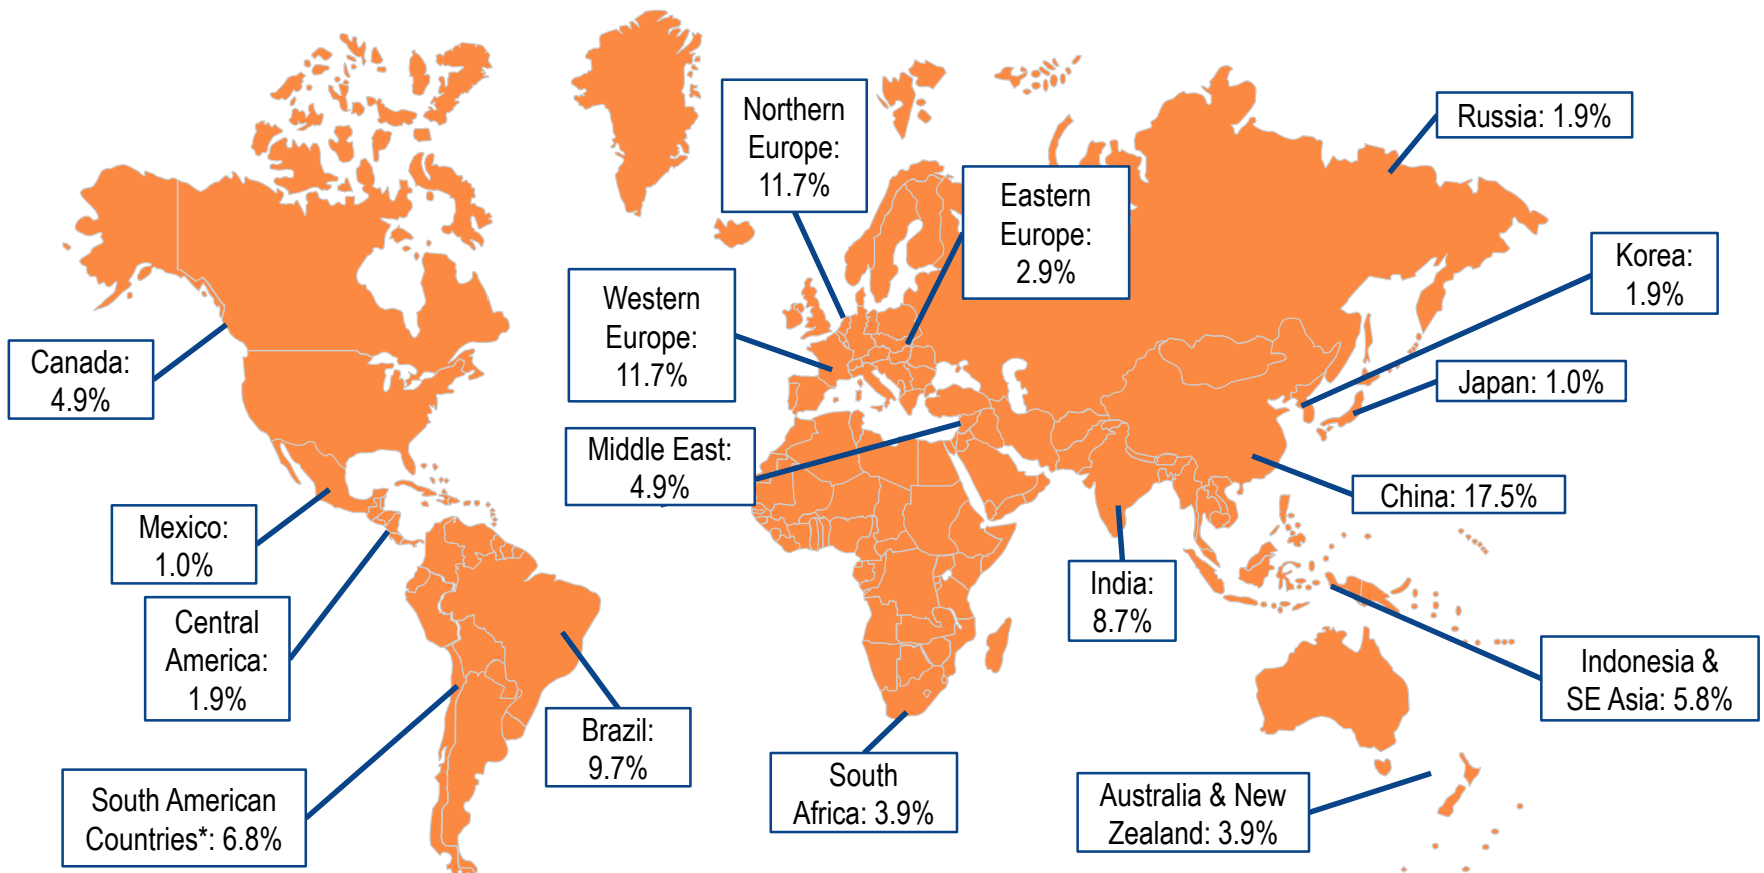 Northern
Europe:
11.7%
Russia: 1.9%
Eastern
Europe:
2.9%
Korea:
1.9%
Western
Europe:
11.7%
Canada:
4.9%
Japan: 1.0%
Middle East:
4.9%
China: 17.5%
Mexico:
1.0%
India:
8.7%
Central
America:
1.9%
Indonesia &
SE Asia: 5.8%
Brazil:
9.7%
South
Africa: 3.9%
South American
Countries*: 6.8%
Australia & New
Zealand: 3.9%